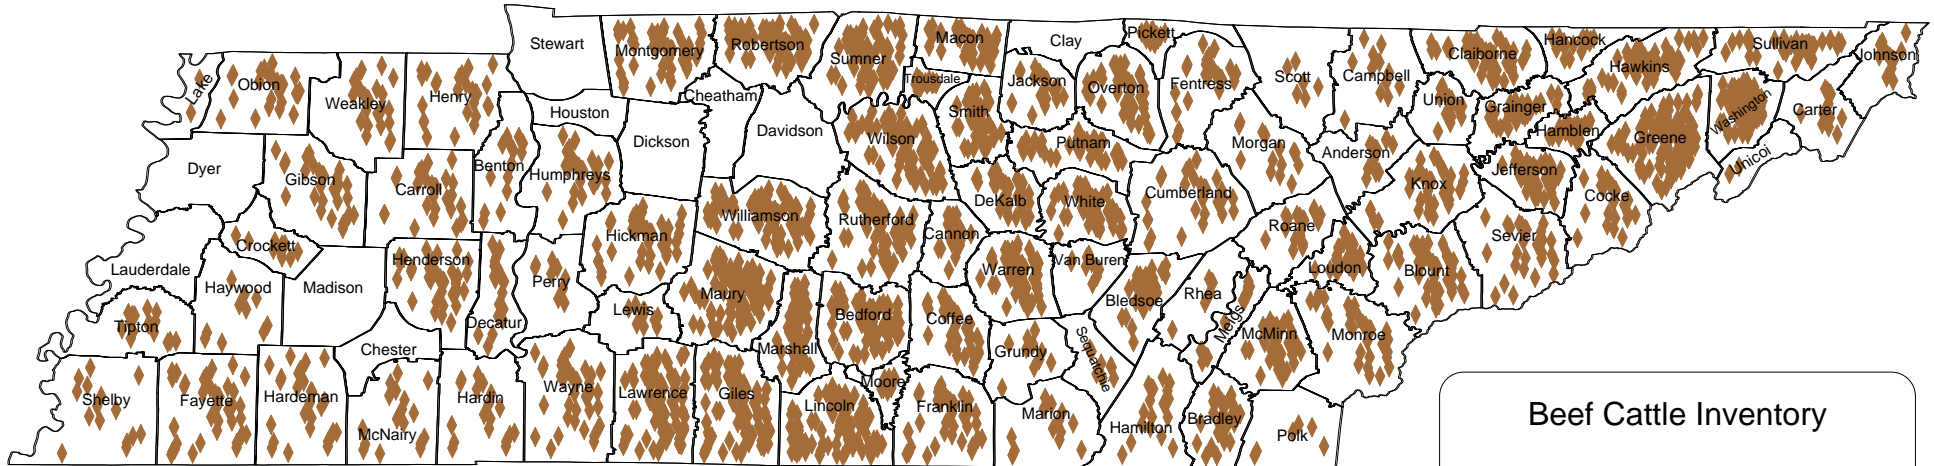 Stewart
Montgomery
Robertson
Sumner
Macon
Clay
Pickett
Claiborne
Hancock
Sullivan
Johnson
Lake
Obion
Weakley
Henry
Houston
Cheatham
Trousdale
Jackson
Overton
Fentress
Scott
Campbell
Union
Grainger
Hawkins
Washington
Carter
Dyer
Gibson
Carroll
Benton
Humphreys
Dickson
Davidson
Wilson
Smith
Putnam
Morgan
Anderson
Hamblen
Greene
Unicoi
Crockett
Williamson
Rutherford
DeKalb
White
Cumberland
Knox
Jefferson
Cocke
Lauderdale
Haywood
Madison
Henderson
Decatur
Perry
Hickman
Cannon
Warren
Van Buren
Roane
Loudon
Blount
Sevier
Tipton
Lewis
Maury
Bedford
Coffee
Bledsoe
Rhea
Meigs
McMinn
Monroe
Chester
Marshall
Moore
Grundy
Sequatchie
Shelby
Fayette
Hardeman
McNairy
Hardin
Wayne
Lawrence
Giles
Lincoln
Franklin
Marion
Hamilton
Bradley
Polk
Beef Cattle Inventory